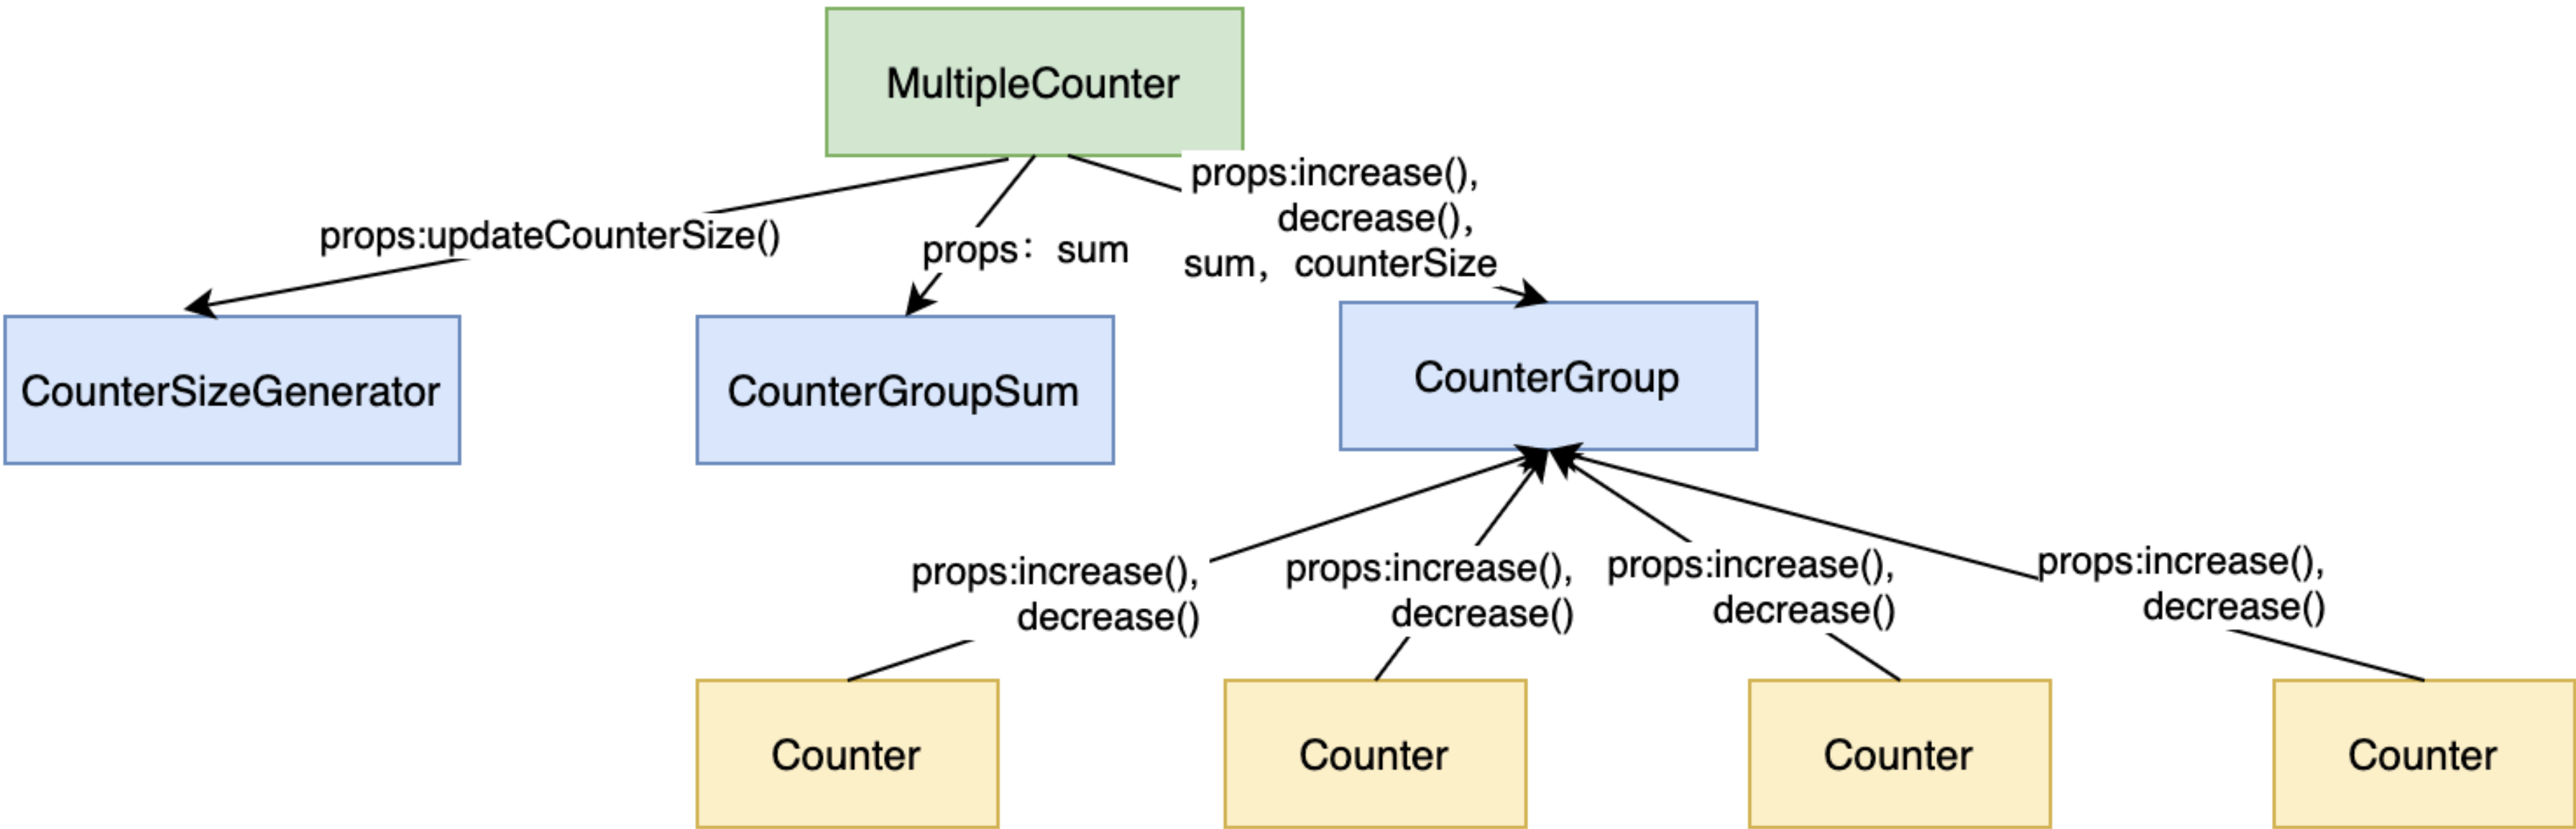 MultipleCounter
props:updateCounterSize()
props： sum
props:increase(),
decrease(),
sum，counterSize
CounterSizeGenerator
CounterGroupSum
CounterGroup
props:increase(),
decrease()
props:increase(),
decrease()
props:increase(),
decrease()
props:increase(),
decrease()
Counter
Counter
Counter
Counter